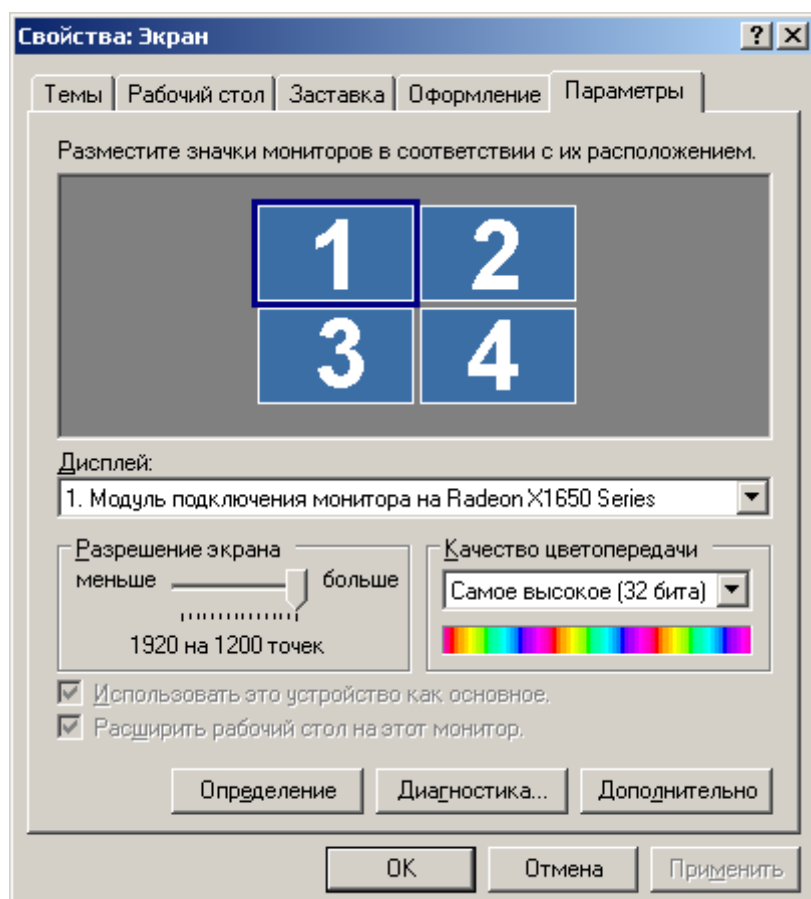 Свойства: Экран
Темы Рабочий стол Заставка Оформление Параметры
Разместите значки мониторов в соответствии с их расположением.
1 2
3 4
Дисплей:
1. Модуль подключения монитора на Radeon X1650 Series
Разрешение экрана
меньше больше
1920 на 1200 точек
Качество цветопередачи
Самое высокое (32 бита)
Использовать это устройство как основное.
Расширить рабочий стол на этот монитор.
Определение Диагностика... Дополнительно
OK Отмена Применить